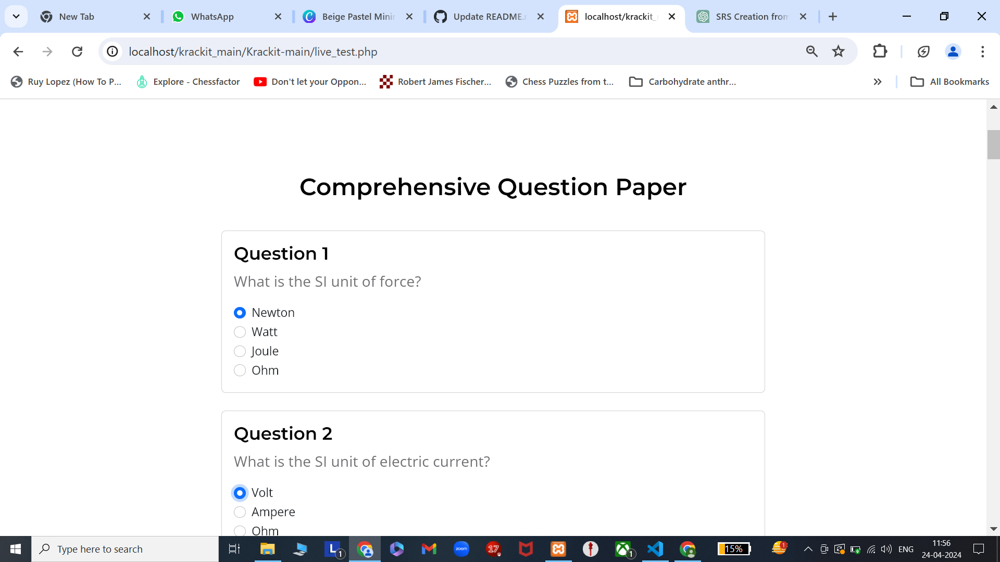 New Tab
WhatsApp
Beige Pastel Minir
Update README.
localhost/krackit_
SRS Creation from
localhost/krackit_main/Krackit-main/live_test.php
Ruy Lopez (How To P...
Explore - Chessfactor
Don't let your Oppon...
Robert James Fischer...
Chess Puzzles from t...
Carbohydrate anthr...
All Bookmarks
Comprehensive Question Paper
Question 1
What is the SI unit of force?
Newton
Watt
Joule
Ohm
Question 2
What is the SI unit of electric current?
Volt
Ampere
Ohm
Type here to search
L
1
zoom
17
1
15%
1
ENG
11:56
24-04-2024